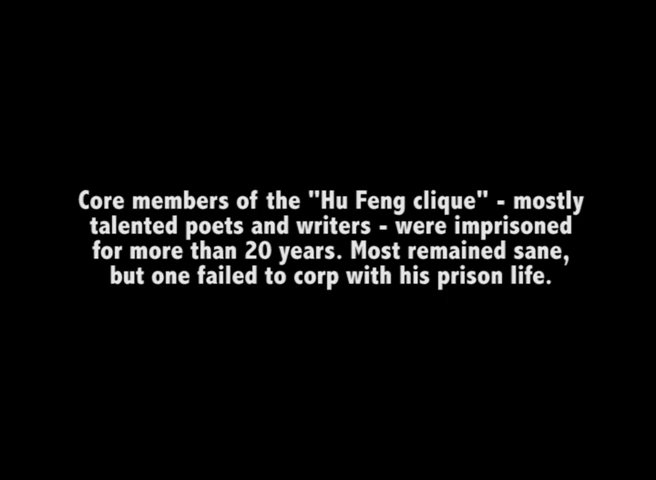 Core members of the "Hu Feng clique" - mostly
talented poets and writers - were imprisoned
for more than 20 years. Most remained sane,
but one failed to corp with his prison life.